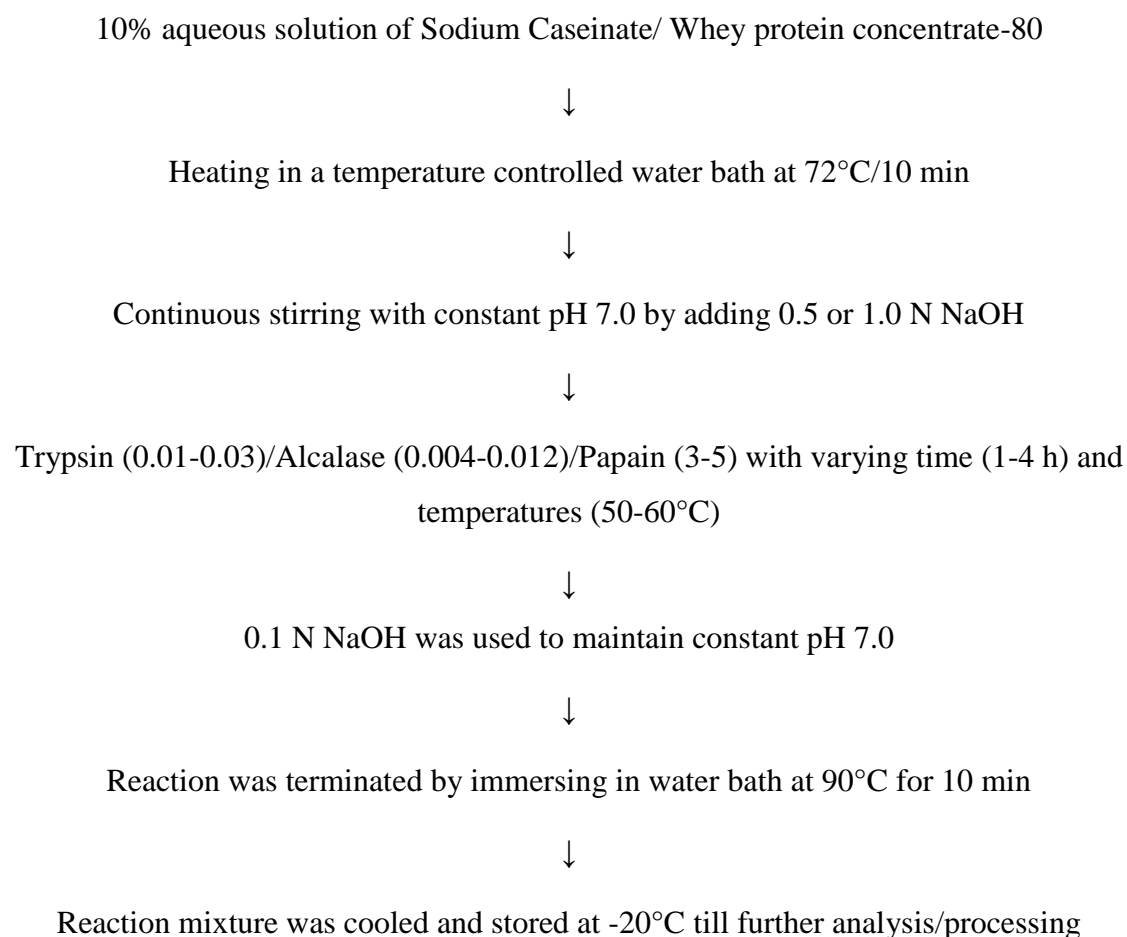 10% aqueous solution of Sodium Caseinate/ Whey protein concentrate-80
↓
Heating in a temperature controlled water bath at 72°C/10 min
↓
Continuous stirring with constant pH 7.0 by adding 0.5 or 1.0 N NaOH
↓
Trypsin (0.01-0.03)/Alcalase (0.004-0.012)/Papain (3-5) with varying time (1-4 h) and
temperatures (50-60°C)
↓
0.1 N NaOH was used to maintain constant pH 7.0
↓
Reaction was terminated by immersing in water bath at 90°C for 10 min
↓
Reaction mixture was cooled and stored at -20°C till further analysis/processing